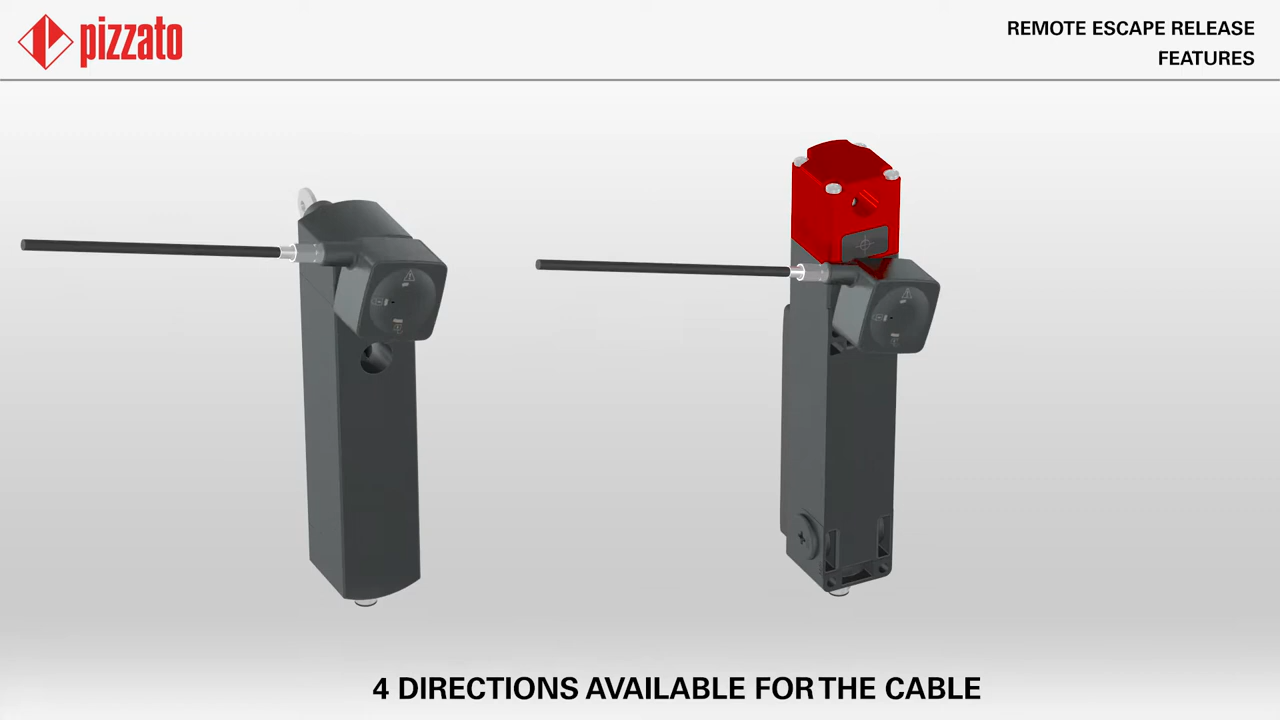 pizzato
REMOTE ESCAPE RELEASE
FEATURES
4 DIRECTIONS AVAILABLE FOR THE CABLE